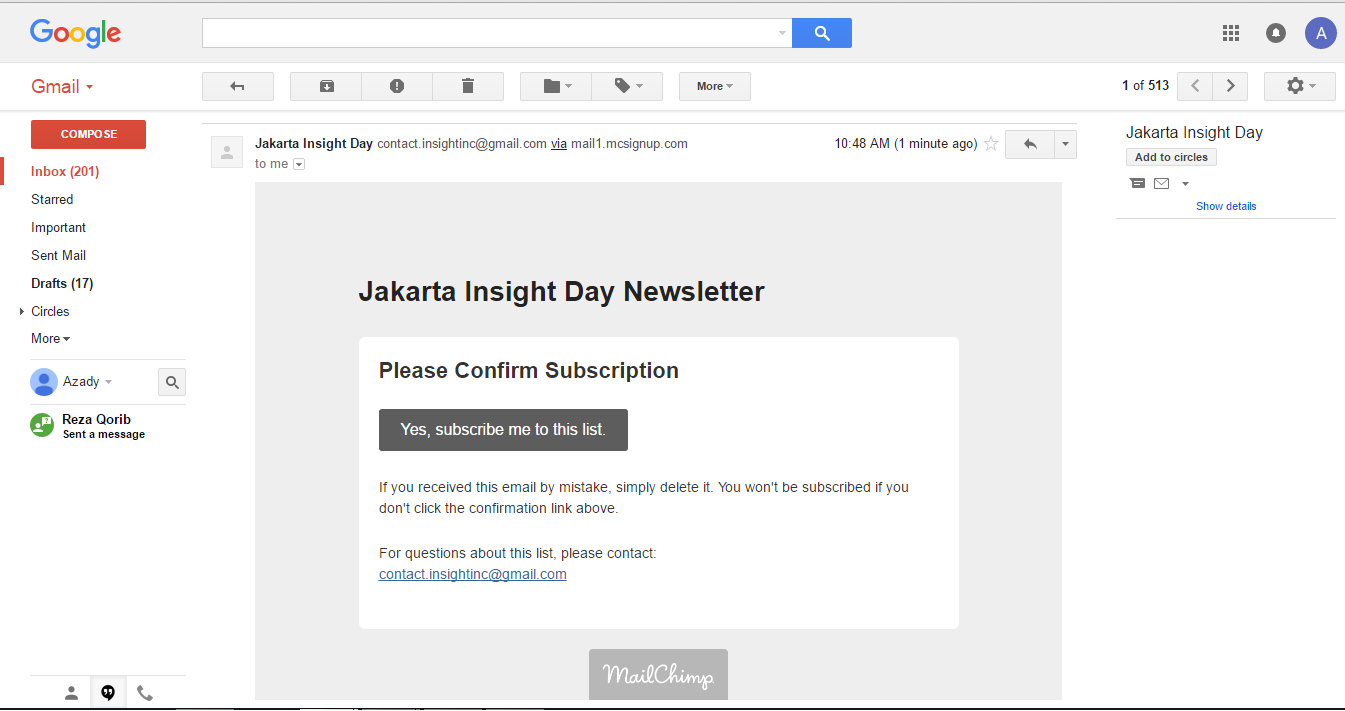 Google
A
Gmail
More
1 of 513
COMPOSE
Inbox (201)
Starred
Important
Sent Mail
Drafts (17)
Circles
More
Azady
Reza Qorib
Sent a message
Jakarta Insight Day contact.insightinc@gmail.com via mail1.mcsignup.com
10:48 AM (1 minute ago)
to me
Jakarta Insight Day Newsletter
Please Confirm Subscription
Yes, subscribe me to this list.
If you received this email by mistake, simply delete it. You won't be subscribed if you
don't click the confirmation link above.
For questions about this list, please contact:
contact.insightinc@gmail.com
MailChimp
Jakarta Insight Day
Add to circles
Show details